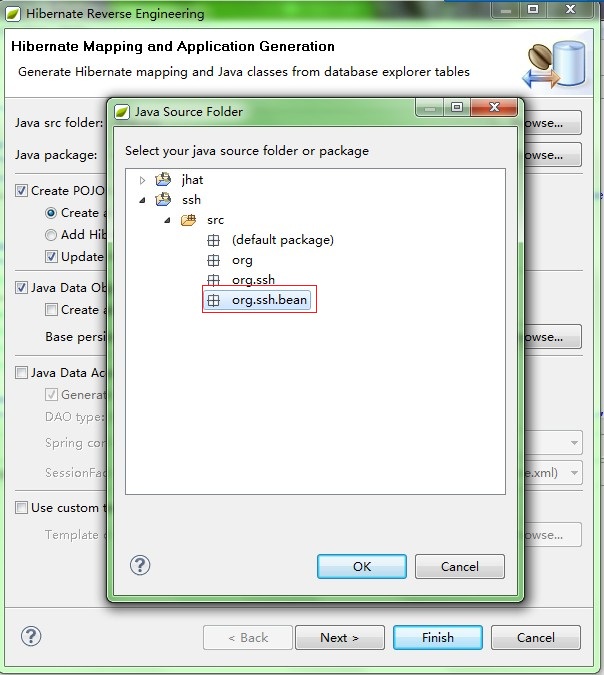 Hibernate Reverse Engineering
Hibernate Mapping and Application Generation
Generate Hibernate mapping and Java classes from database explorer tables
Java src folder:
Java package:
Create POJO
Create
Add Hib
Update
Java Data Ob
Create
Base persi
Java Data Ac
Generat
DAO type:
Spring con
SessionFac
e.xml)
Use custom t
Template
owse...
owse...
owse...
owse...
Java Source Folder
Select your java source folder or package
jhat
ssh
src
(default package)
org
org.ssh
org.ssh.bean
OK
Cancel
< Back
Next >
Finish
Cancel